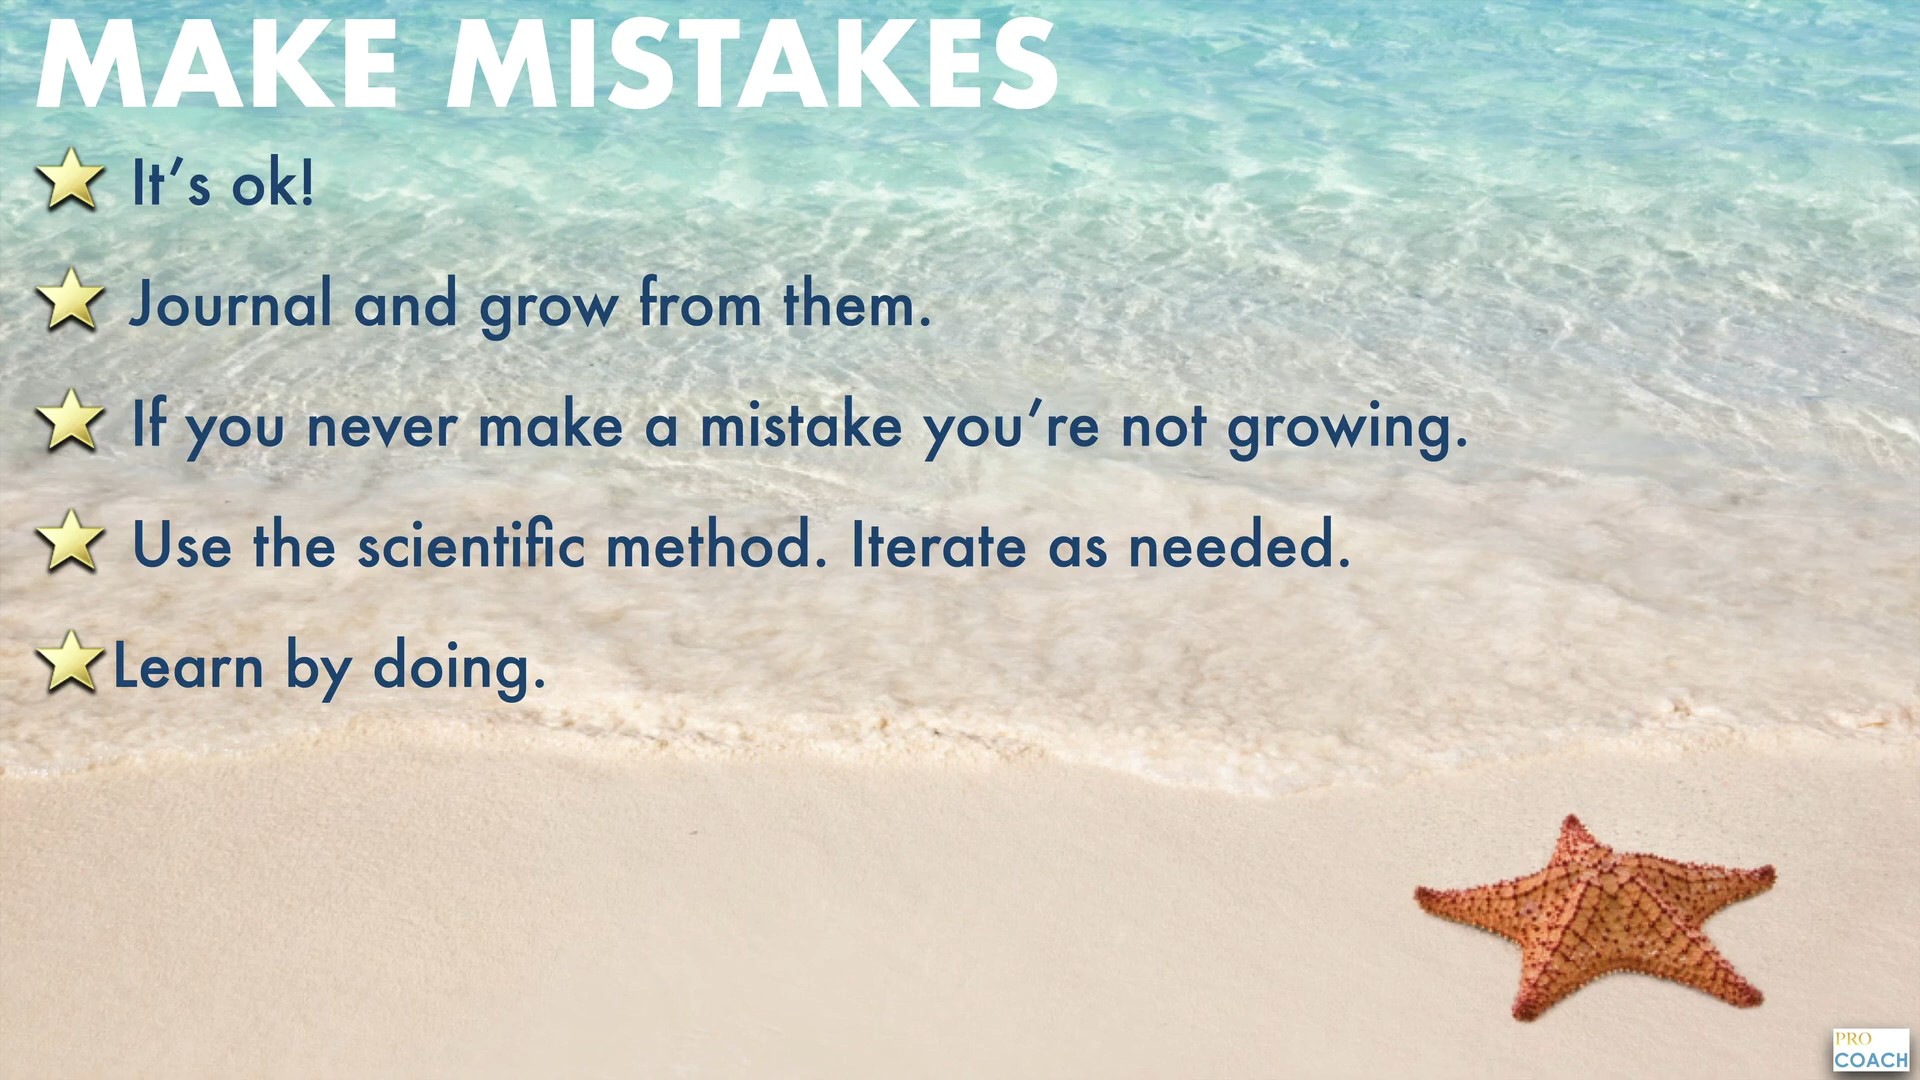 MAKE MISTAKES
It’s ok!
Journal and grow from them.
If you never make a mistake you’re not growing.
Use the scientific method. Iterate as needed.
Learn by doing.
PRO
COACH